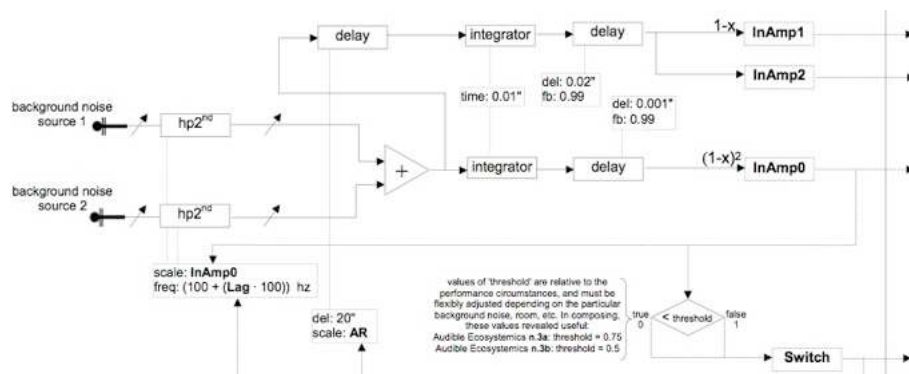 delay
integrator
delay
1-x
InAmp1
InAmp2
del: 0.02"
fb: 0.99
time: 0.01"
del: 0.001"
fb: 0.99
background noise
source 1
hp2nd
+
integrator
delay
(1-x)2
InAmp0
background noise
source 2
hp2nd
scale: InAmp0
freq: (100 + (Lag · 100)) hz
del: 20"
scale: AR
values of 'threshold' are relative to the
performance circumstances, and must be
flexibly adjusted depending on the particular
background noise, room, etc. In composing,
these values revealed useful:
Audible Ecosystemics n.3a: threshold = 0.75
Audible Ecosystemics n.3b: threshold = 0.5
true
0
< threshold
false
1
Switch